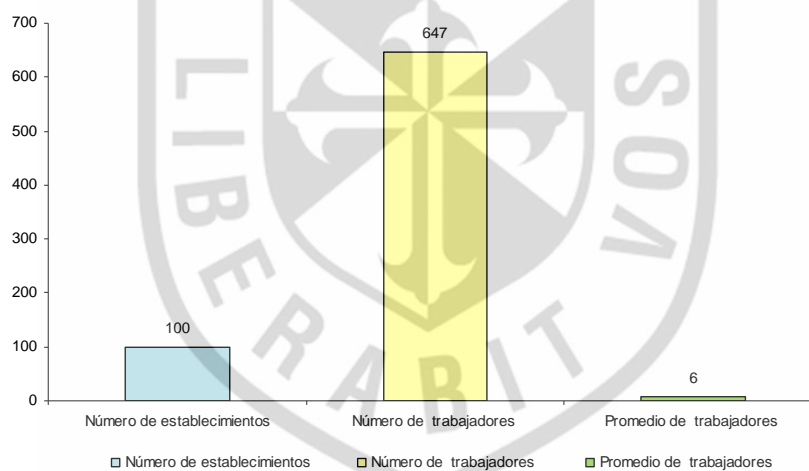 700
600
500
400
300
200
100
0
100
647
6
Número de establecimientos
Número de trabajadores
Promedio de trabajadores
Número de establecimientos
Número de trabajadores
Promedio de trabajadores
LIBERABIT VOS